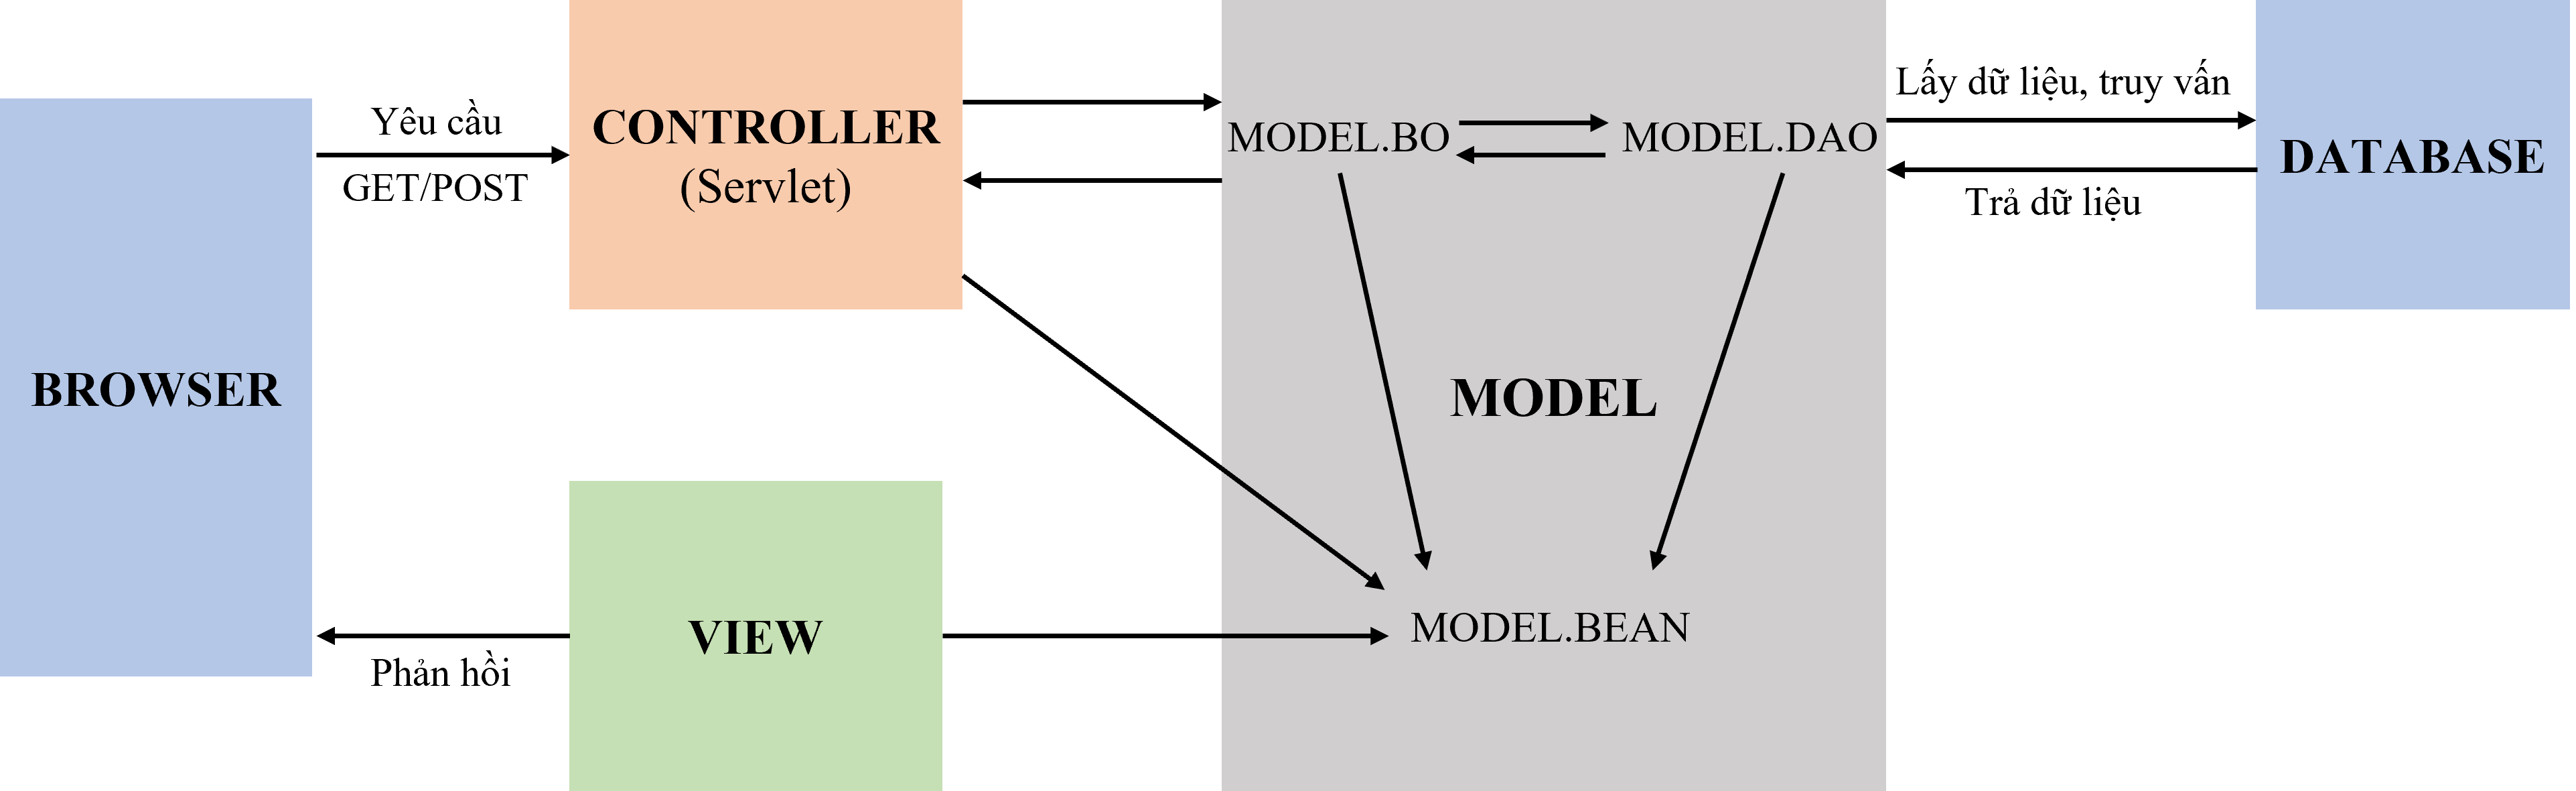 BROWSER
Yêu cầu
GET/POST
CONTROLLER
(Servlet)
MODEL.BO
MODEL.DAO
Lấy dữ liệu, truy vấn
Trả dữ liệu
DATABASE
MODEL
VIEW
Phản hồi
MODEL.BEAN